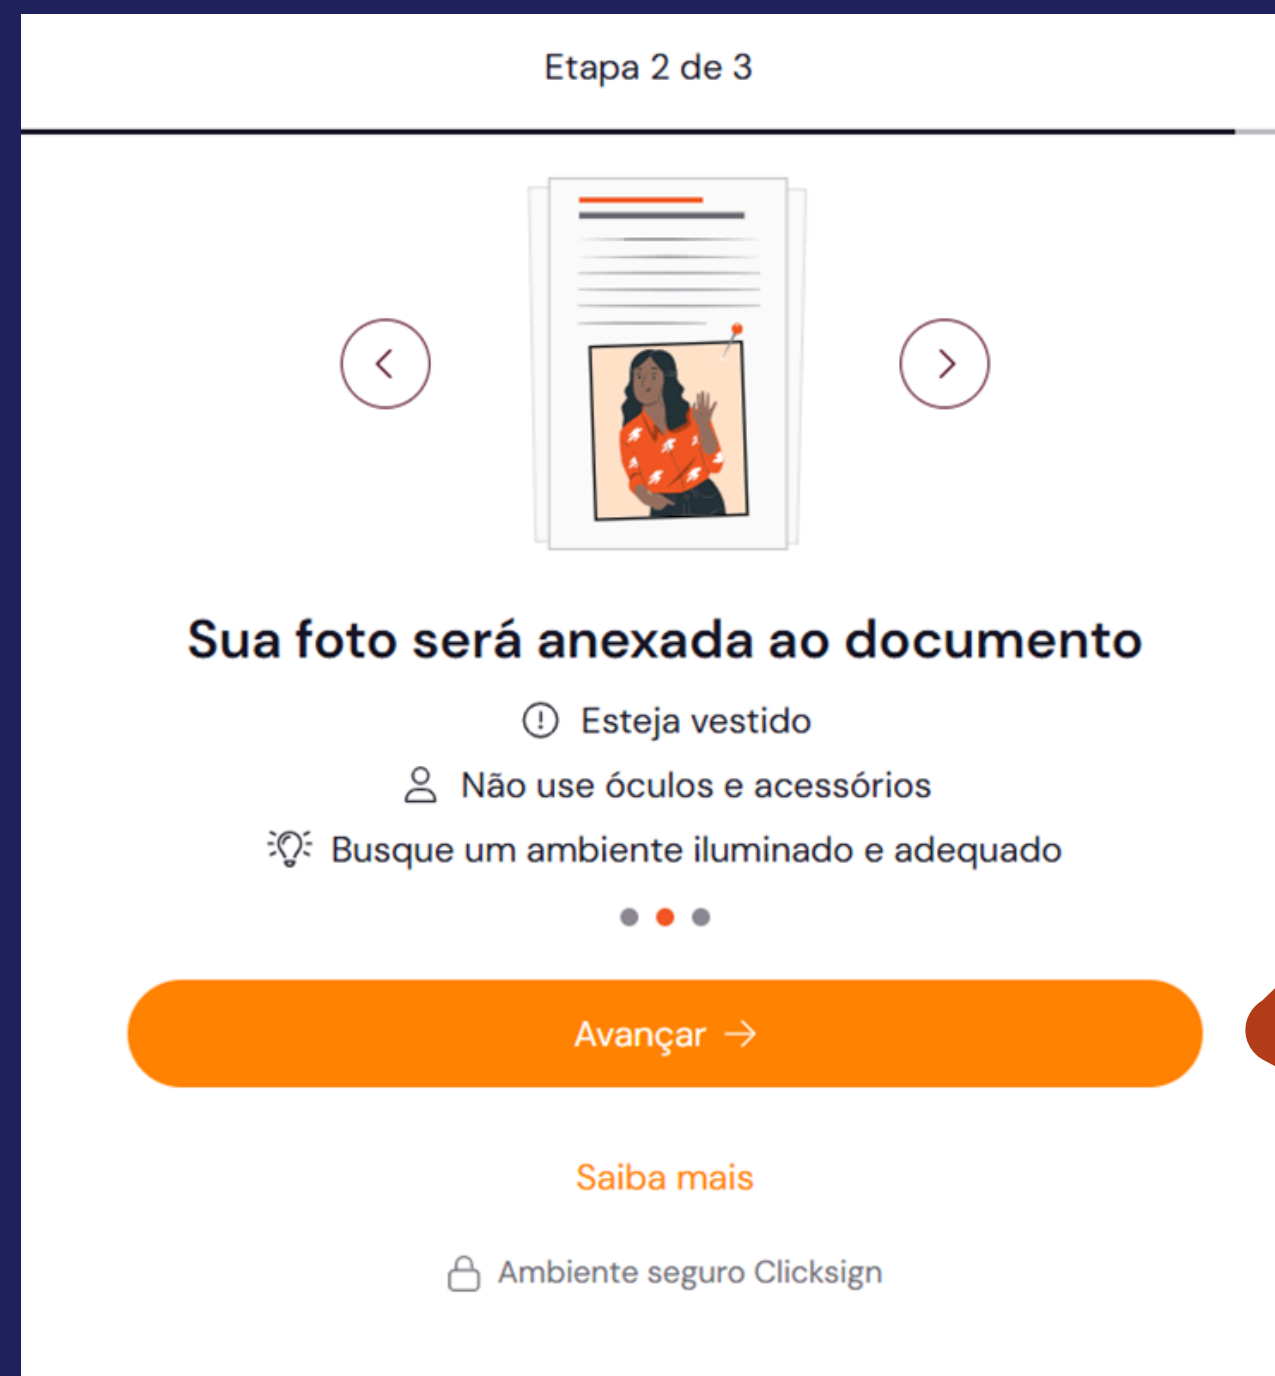 Etapa 2 de 3
Sua foto será anexada ao documento
Esteja vestido
Não use óculos e acessórios
Busque um ambiente iluminado e adequado
Avançar →
Saiba mais
Ambiente seguro Clicksign